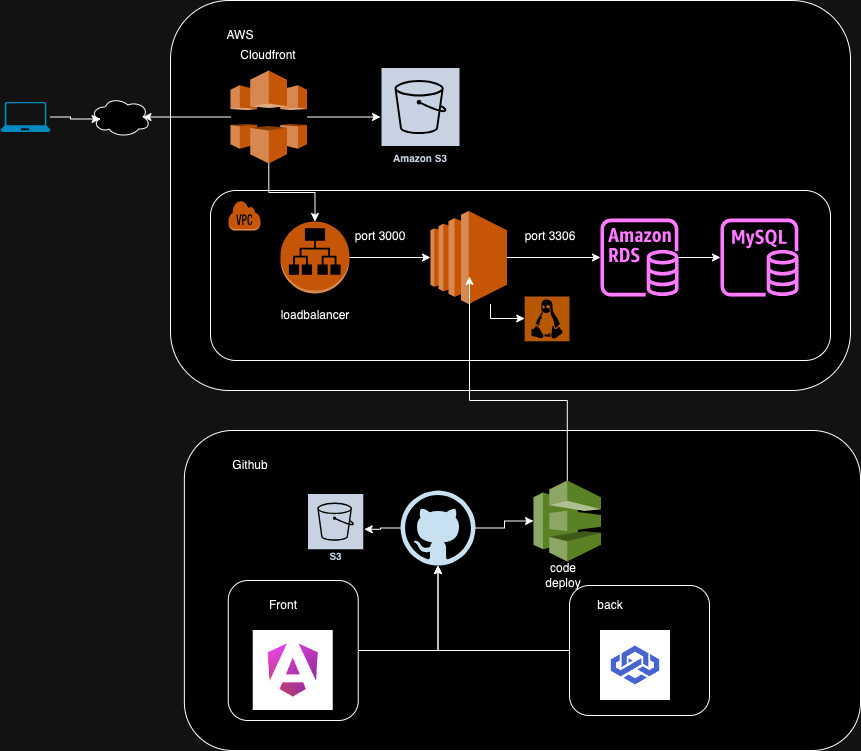 AWS
Cloudfront
Amazon S3
VPC
port 3000
port 3306
Amazon
RDS
MySQL
loadbalancer
Github
S3
code
deploy
Front
back